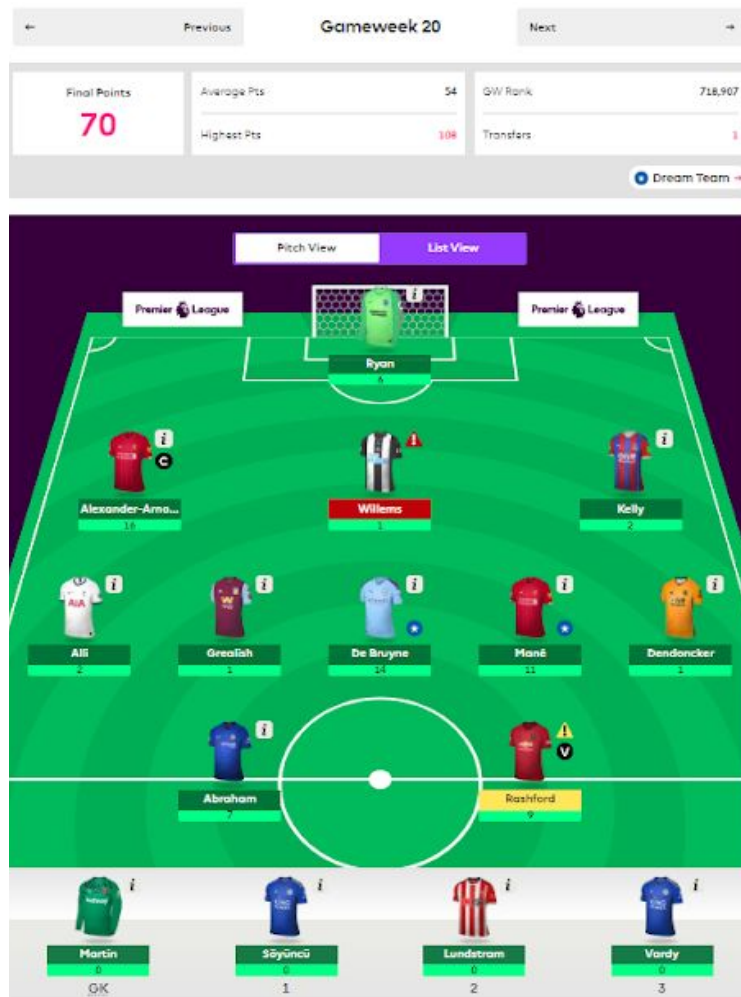 ← Previous Gameweek 20 Next →
Final Points
70
Average Pts 54
Highest Pts 108
GW Rank 718,907
Transfers 1
Dream Team →
Pitch View List View
Premier League Premier League
i
Ryan
6
i
C
Alexander-Arno...
16
Willems
1
i
Kelly
2
i i i i i
AIA
Alli Grealish De Bruyne Mané Dendoncker
2 1 14 11 1
i
V
Abraham Rashford
7 9
i i i i
Martin Söyüncü Lundstram Vardy
0 0 0 0
GK 1 2 3